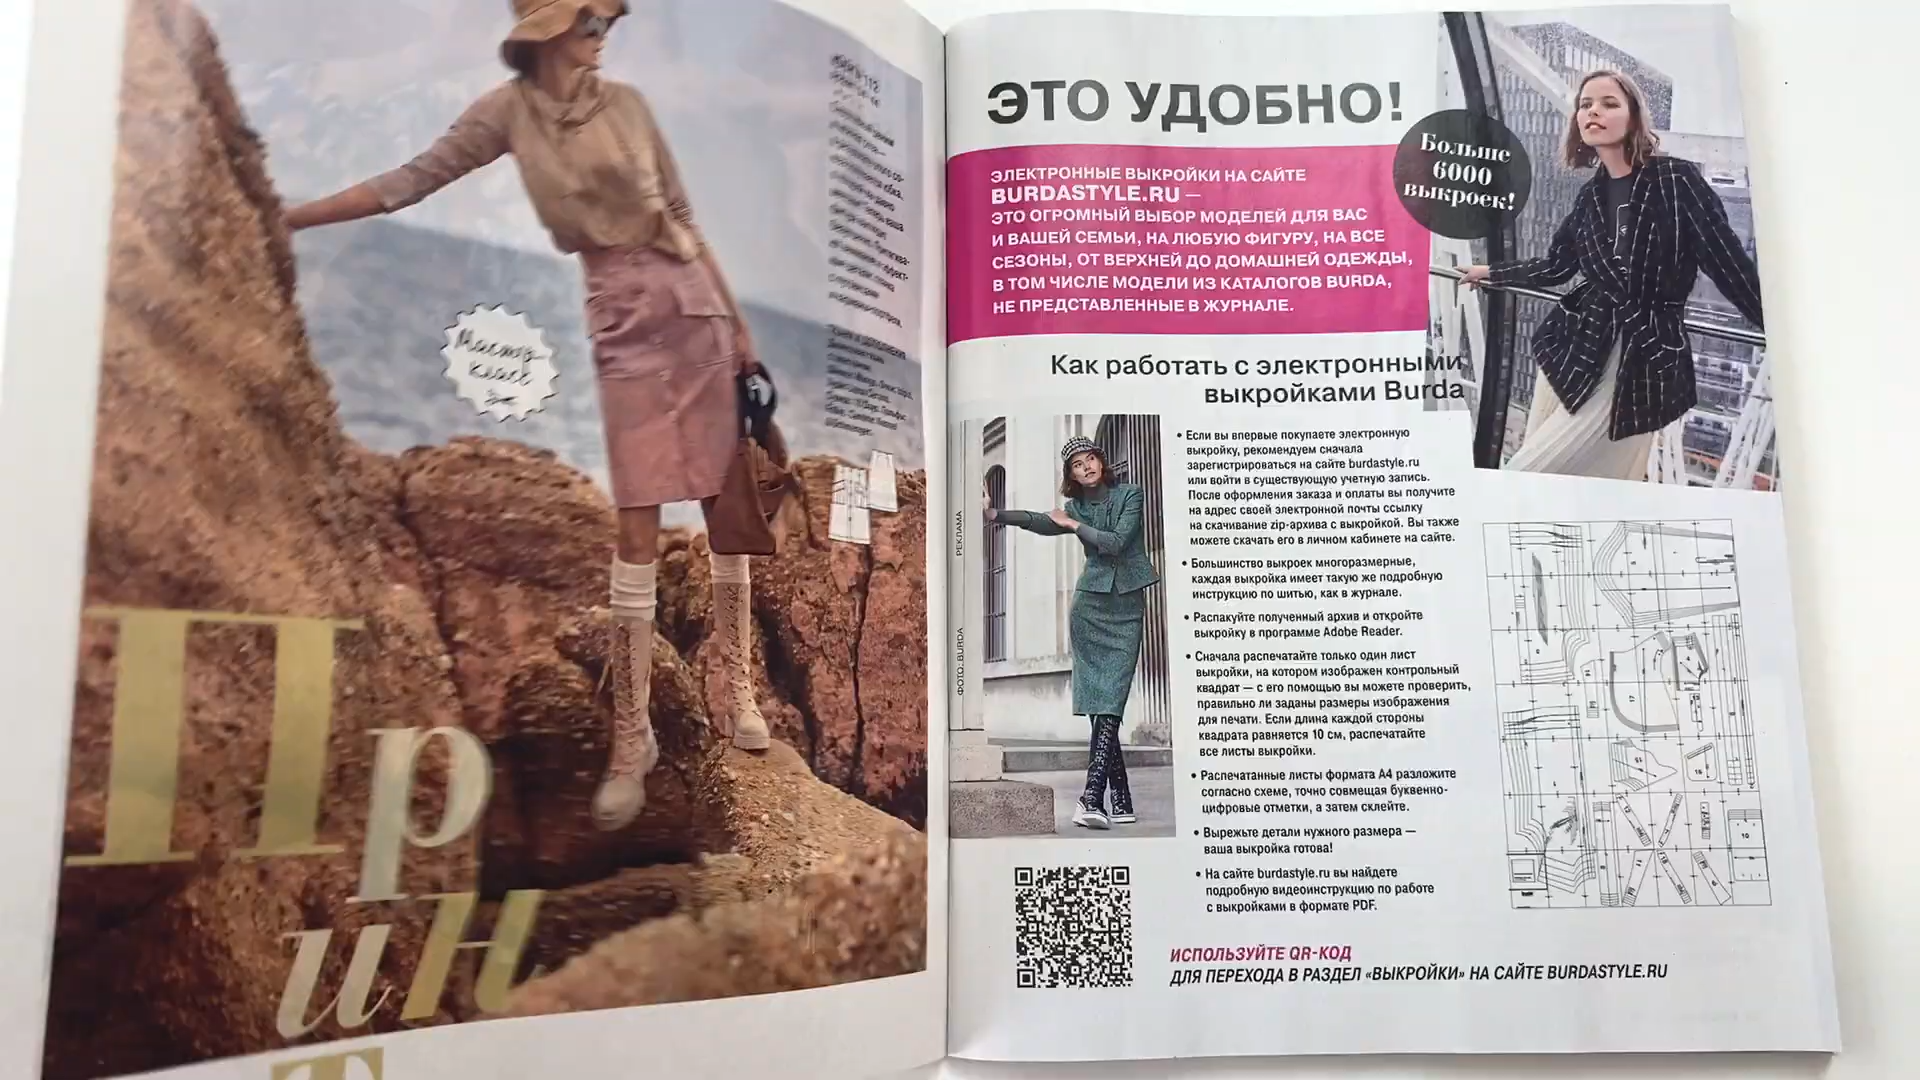 Мастер-
класс
П
р
и
н
Т
ЭТО УДОБНО!
Больше
6000
выкроек!
ЭЛЕКТРОННЫЕ ВЫКРОЙКИ НА САЙТЕ
BURDASTYLE.RU —
ЭТО ОГРОМНЫЙ ВЫБОР МОДЕЛЕЙ ДЛЯ ВАС
И ВАШЕЙ СЕМЬИ, НА ЛЮБУЮ ФИГУРУ, НА ВСЕ
СЕЗОНЫ, ОТ ВЕРХНЕЙ ДО ДОМАШНЕЙ ОДЕЖДЫ,
В ТОМ ЧИСЛЕ МОДЕЛИ ИЗ КАТАЛОГОВ BURDA,
НЕ ПРЕДСТАВЛЕННЫЕ В ЖУРНАЛЕ.
Как работать с электронными
выкройками Burda
РЕКЛАМА
ФОТО: BURDA
• Если вы впервые покупаете электронную
выкройку, рекомендуем сначала
зарегистрироваться на сайте burdastyle.ru
или войти в существующую учетную запись.
После оформления заказа и оплаты вы получите
на адрес своей электронной почты ссылку
на скачивание zip-архива с выкройкой. Вы также
можете скачать его в личном кабинете на сайте.
• Большинство выкроек многоразмерные,
каждая выкройка имеет такую же подробную
инструкцию по шитью, как в журнале.
• Распакуйте полученный архив и откройте
выкройку в программе Adobe Reader.
• Сначала распечатайте только один лист
выкройки, на котором изображен контрольный
квадрат — с его помощью вы можете проверить,
правильно ли заданы размеры изображения
для печати. Если длина каждой стороны
квадрата равняется 10 см, распечатайте
все листы выкройки.
• Распечатанные листы формата А4 разложите
согласно схеме, точно совмещая буквенно-
цифровые отметки, а затем склейте.
• Вырежьте детали нужного размера —
ваша выкройка готова!
• На сайте burdastyle.ru вы найдете
подробную видеоинструкцию по работе
с выкройками в формате PDF.
ИСПОЛЬЗУЙТЕ QR-КОД
ДЛЯ ПЕРЕХОДА В РАЗДЕЛ «ВЫКРОЙКИ» НА САЙТЕ BURDASTYLE.RU